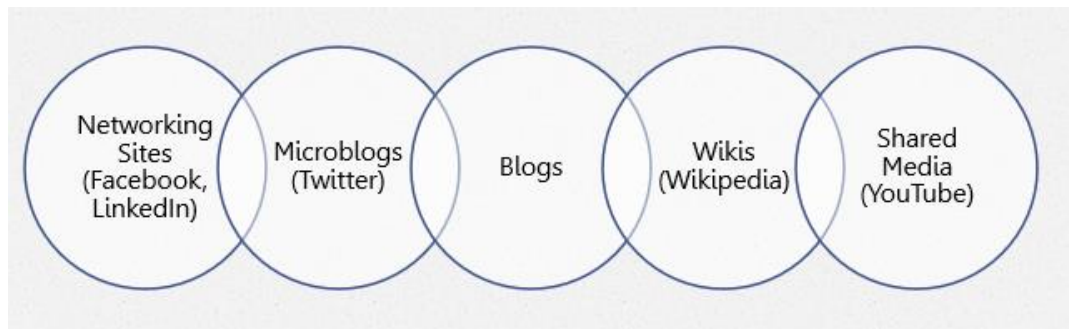 Networking
Sites
(Facebook,
LinkedIn)
Microblogs
(Twitter)
Blogs
Wikis
(Wikipedia)
Shared
Media
(YouTube)